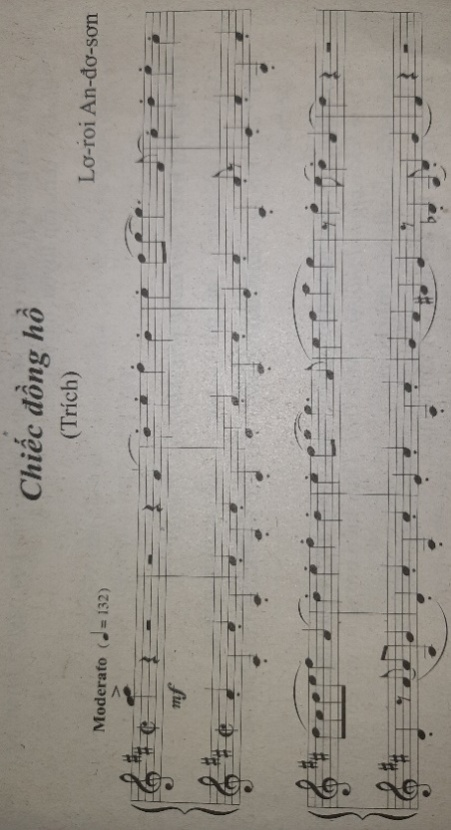 Chiếc đồng hồ
(Trích)
Lơ-roi An-đơ-sơn
Moderato (♩ = 132)
mf